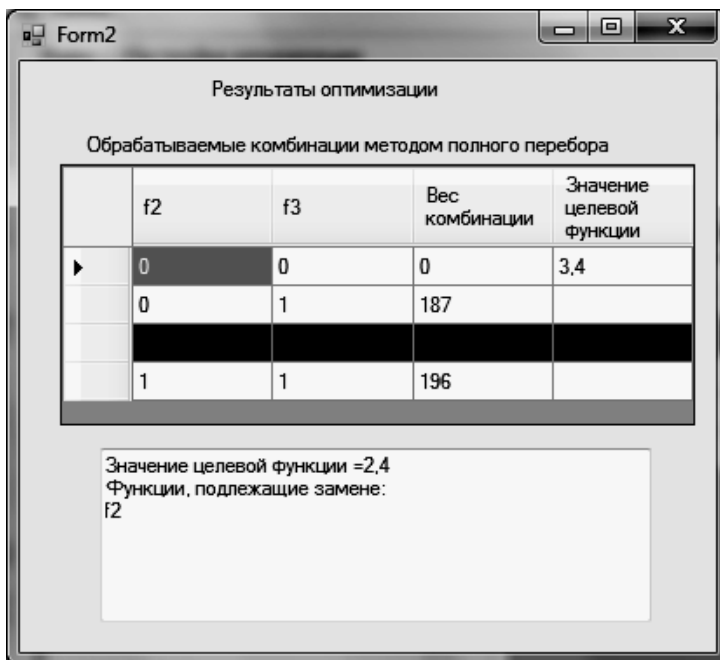 Form2
Результаты оптимизации
Обрабатываемые комбинации методом полного перебора
f2 f3 Вес комбинации Значение целевой функции
0 0 0 3,4
0 1 187
1 1 196
Значение целевой функции =2,4
Функции, подлежащие замене:
f2